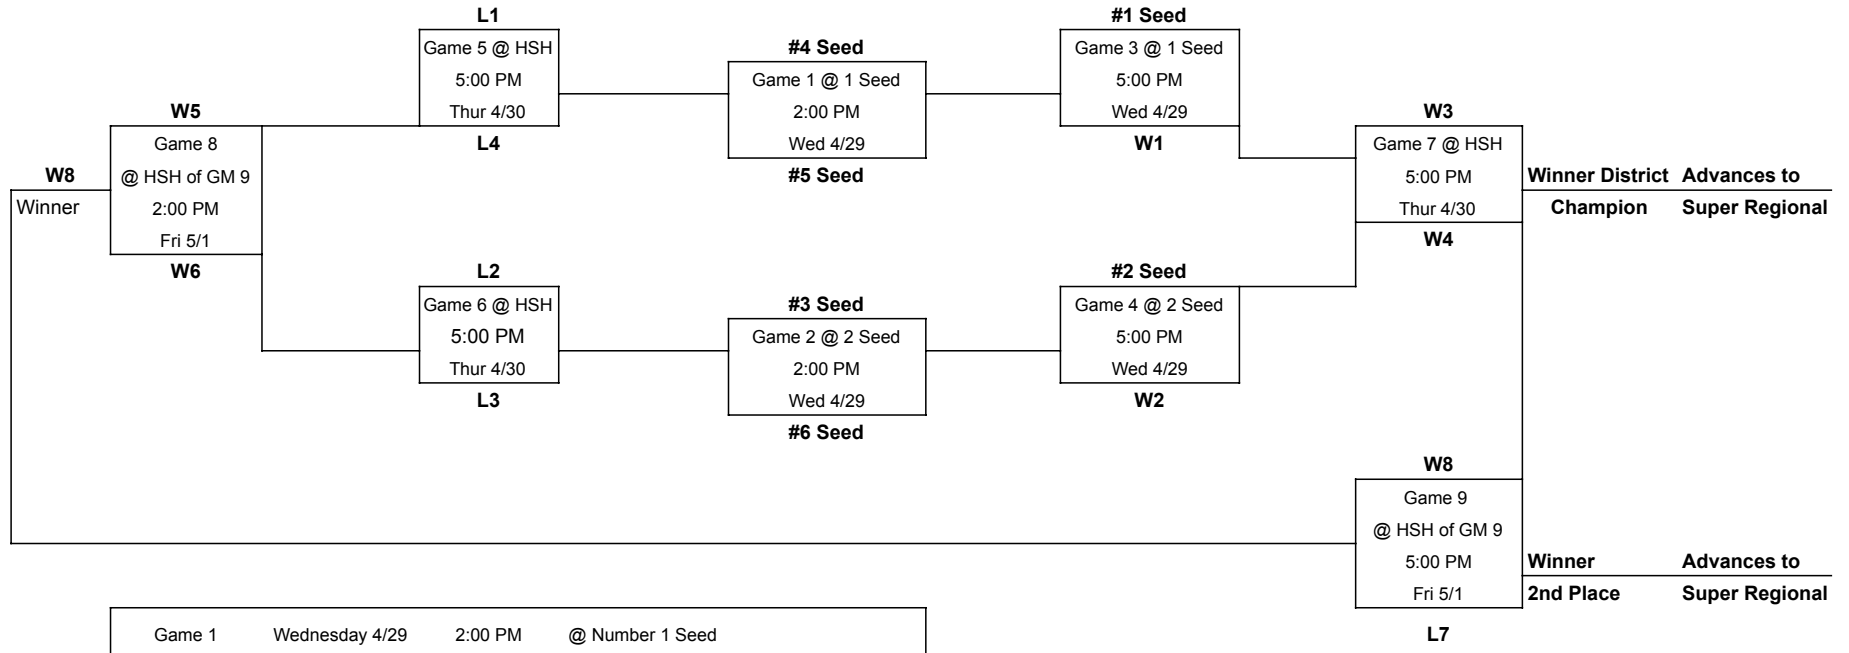 L1
Game 5 @ HSH
5:00 PM
Thur 4/30
L4
#4 Seed
Game 1 @ 1 Seed
2:00 PM
Wed 4/29
#5 Seed
#1 Seed
Game 3 @ 1 Seed
5:00 PM
Wed 4/29
W1
W5
Game 8
@ HSH of GM 9
2:00 PM
Fri 5/1
W6
W8
Winner
W3
Game 7 @ HSH
5:00 PM
Thur 4/30
W4
Winner District Advances to
Champion Super Regional
L2
Game 6 @ HSH
5:00 PM
Thur 4/30
L3
#3 Seed
Game 2 @ 2 Seed
2:00 PM
Wed 4/29
#6 Seed
#2 Seed
Game 4 @ 2 Seed
5:00 PM
Wed 4/29
W2
W8
Game 9
@ HSH of GM 9
5:00 PM
Fri 5/1
L7
Winner Advances to
2nd Place Super Regional
Game 1 Wednesday 4/29 2:00 PM @ Number 1 Seed